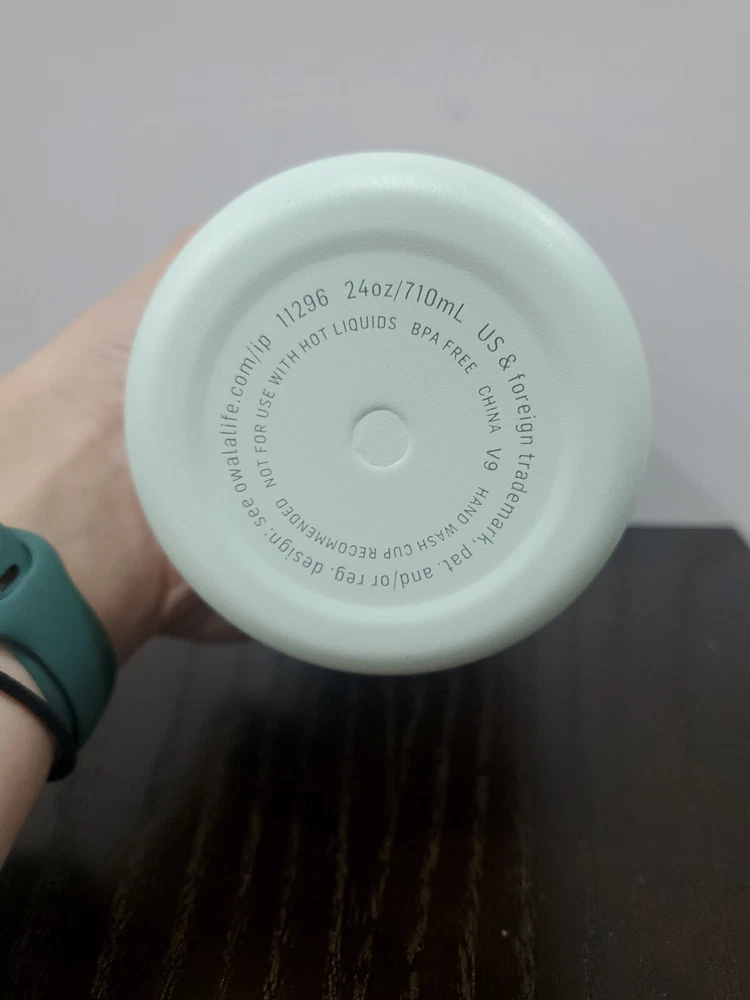 11296 24oz/710mL US & foreign trademark, pat. and/or reg. design: see owalalife.com/ip
NOT FOR USE WITH HOT LIQUIDS BPA FREE CHINA V9 HAND WASH CUP RECOMMENDED